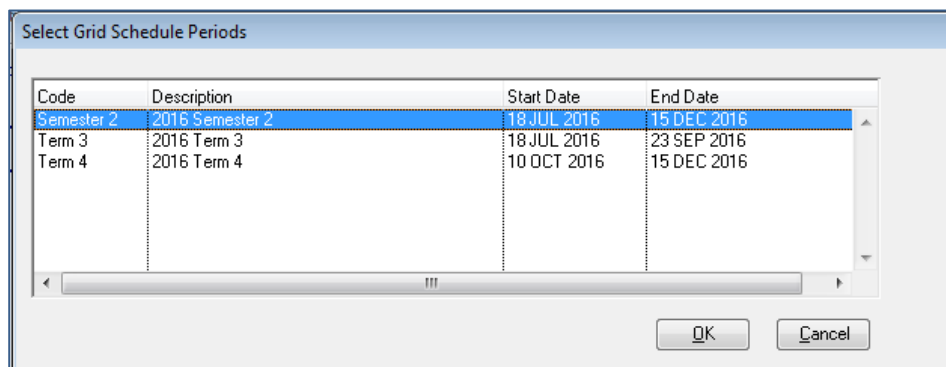 Select Grid Schedule Periods
Code Description Start Date End Date
Semester 2 2016 Semester 2 18 JUL 2016 15 DEC 2016
Term 3 2016 Term 3 18 JUL 2016 23 SEP 2016
Term 4 2016 Term 4 10 OCT 2016 15 DEC 2016
OK Cancel